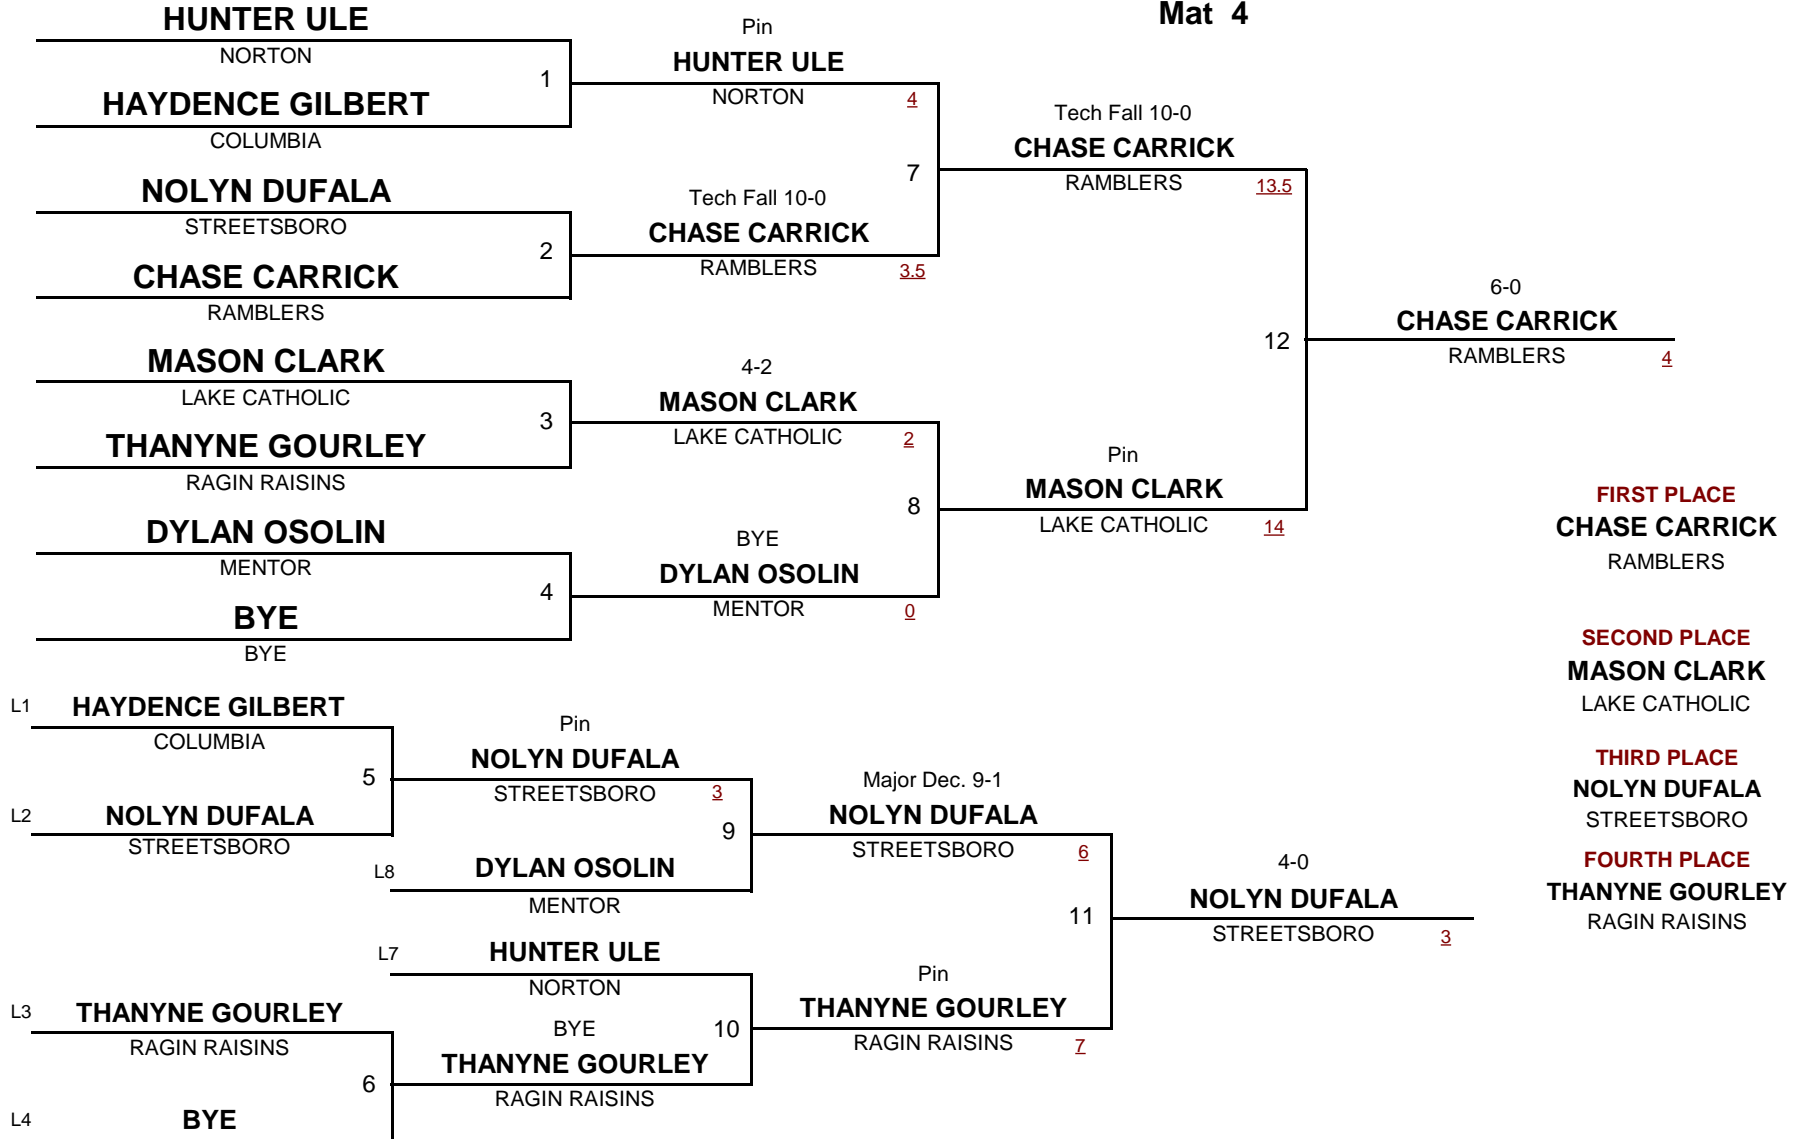 Mat 4
HUNTER ULE
NORTON
1
HAYDENCE GILBERT
COLUMBIA
Pin
HUNTER ULE
NORTON
4
NOLYN DUFALA
STREETSBORO
2
CHASE CARRICK
RAMBLERS
Tech Fall 10-0
CHASE CARRICK
RAMBLERS
3.5
7
Tech Fall 10-0
CHASE CARRICK
RAMBLERS
13.5
MASON CLARK
LAKE CATHOLIC
3
THANYNE GOURLEY
RAGIN RAISINS
4-2
MASON CLARK
LAKE CATHOLIC
2
DYLAN OSOLIN
MENTOR
4
BYE
BYE
BYE
DYLAN OSOLIN
MENTOR
0
8
Pin
MASON CLARK
LAKE CATHOLIC
14
12
6-0
CHASE CARRICK
RAMBLERS
4
FIRST PLACE
CHASE CARRICK
RAMBLERS
SECOND PLACE
MASON CLARK
LAKE CATHOLIC
THIRD PLACE
NOLYN DUFALA
STREETSBORO
FOURTH PLACE
THANYNE GOURLEY
RAGIN RAISINS
L1
HAYDENCE GILBERT
COLUMBIA
5
L2
NOLYN DUFALA
STREETSBORO
Pin
NOLYN DUFALA
STREETSBORO
3
9
L8
DYLAN OSOLIN
MENTOR
Major Dec. 9-1
NOLYN DUFALA
STREETSBORO
6
L7
HUNTER ULE
NORTON
10
L3
THANYNE GOURLEY
RAGIN RAISINS
6
L4
BYE
BYE
THANYNE GOURLEY
RAGIN RAISINS
Pin
THANYNE GOURLEY
RAGIN RAISINS
7
11
4-0
NOLYN DUFALA
STREETSBORO
3